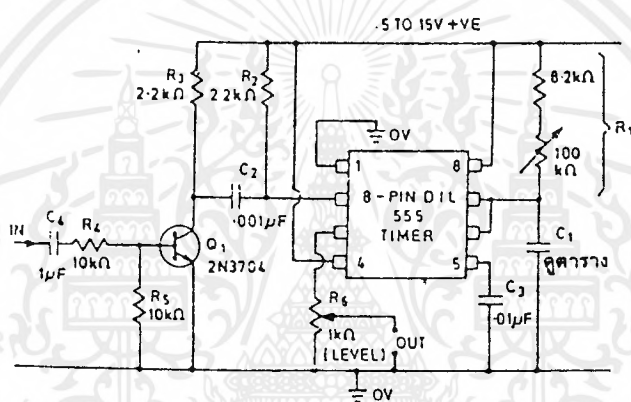 5 TO 15V +VE
R3
2.2kΩ
R2
22kΩ
8.2kΩ
R1
100
kΩ
0V
1
8
C2
.001µF
8-PIN DIL
555
TIMER
4
5
IN
C4
1µF
R4
10kΩ
Q1
2N3704
R5
10kΩ
R6
1kΩ
(LEVEL)
OUT
C3
.01µF
C1
ดูตาราง
0V